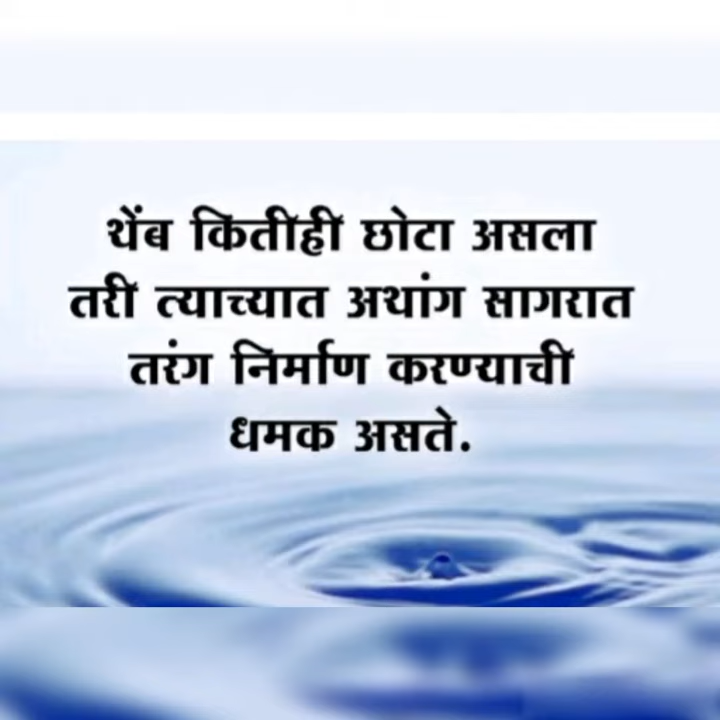 थेंब कितीही छोटा असला
तरी त्याच्यात अथांग सागरात
तरंग निर्माण करण्याची
धमक असते.